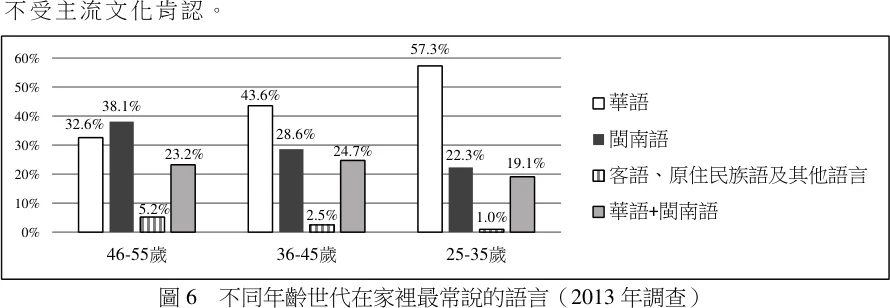 不受主流文化肯認。
57.3%
60%
50%
43.6%
華語
38.1%
40%
32.6%
閩南語
28.6%
30%
24.7%
23.2%
22.3%
19.1%
客語、原住民族語及其他語言
20%
10%
5.2%
2.5%
1.0%
華語+閩南語
0%
46-55歲 36-45歲 25-35歲
圖 6 不同年齡世代在家裡最常說的語言（2013 年調查）